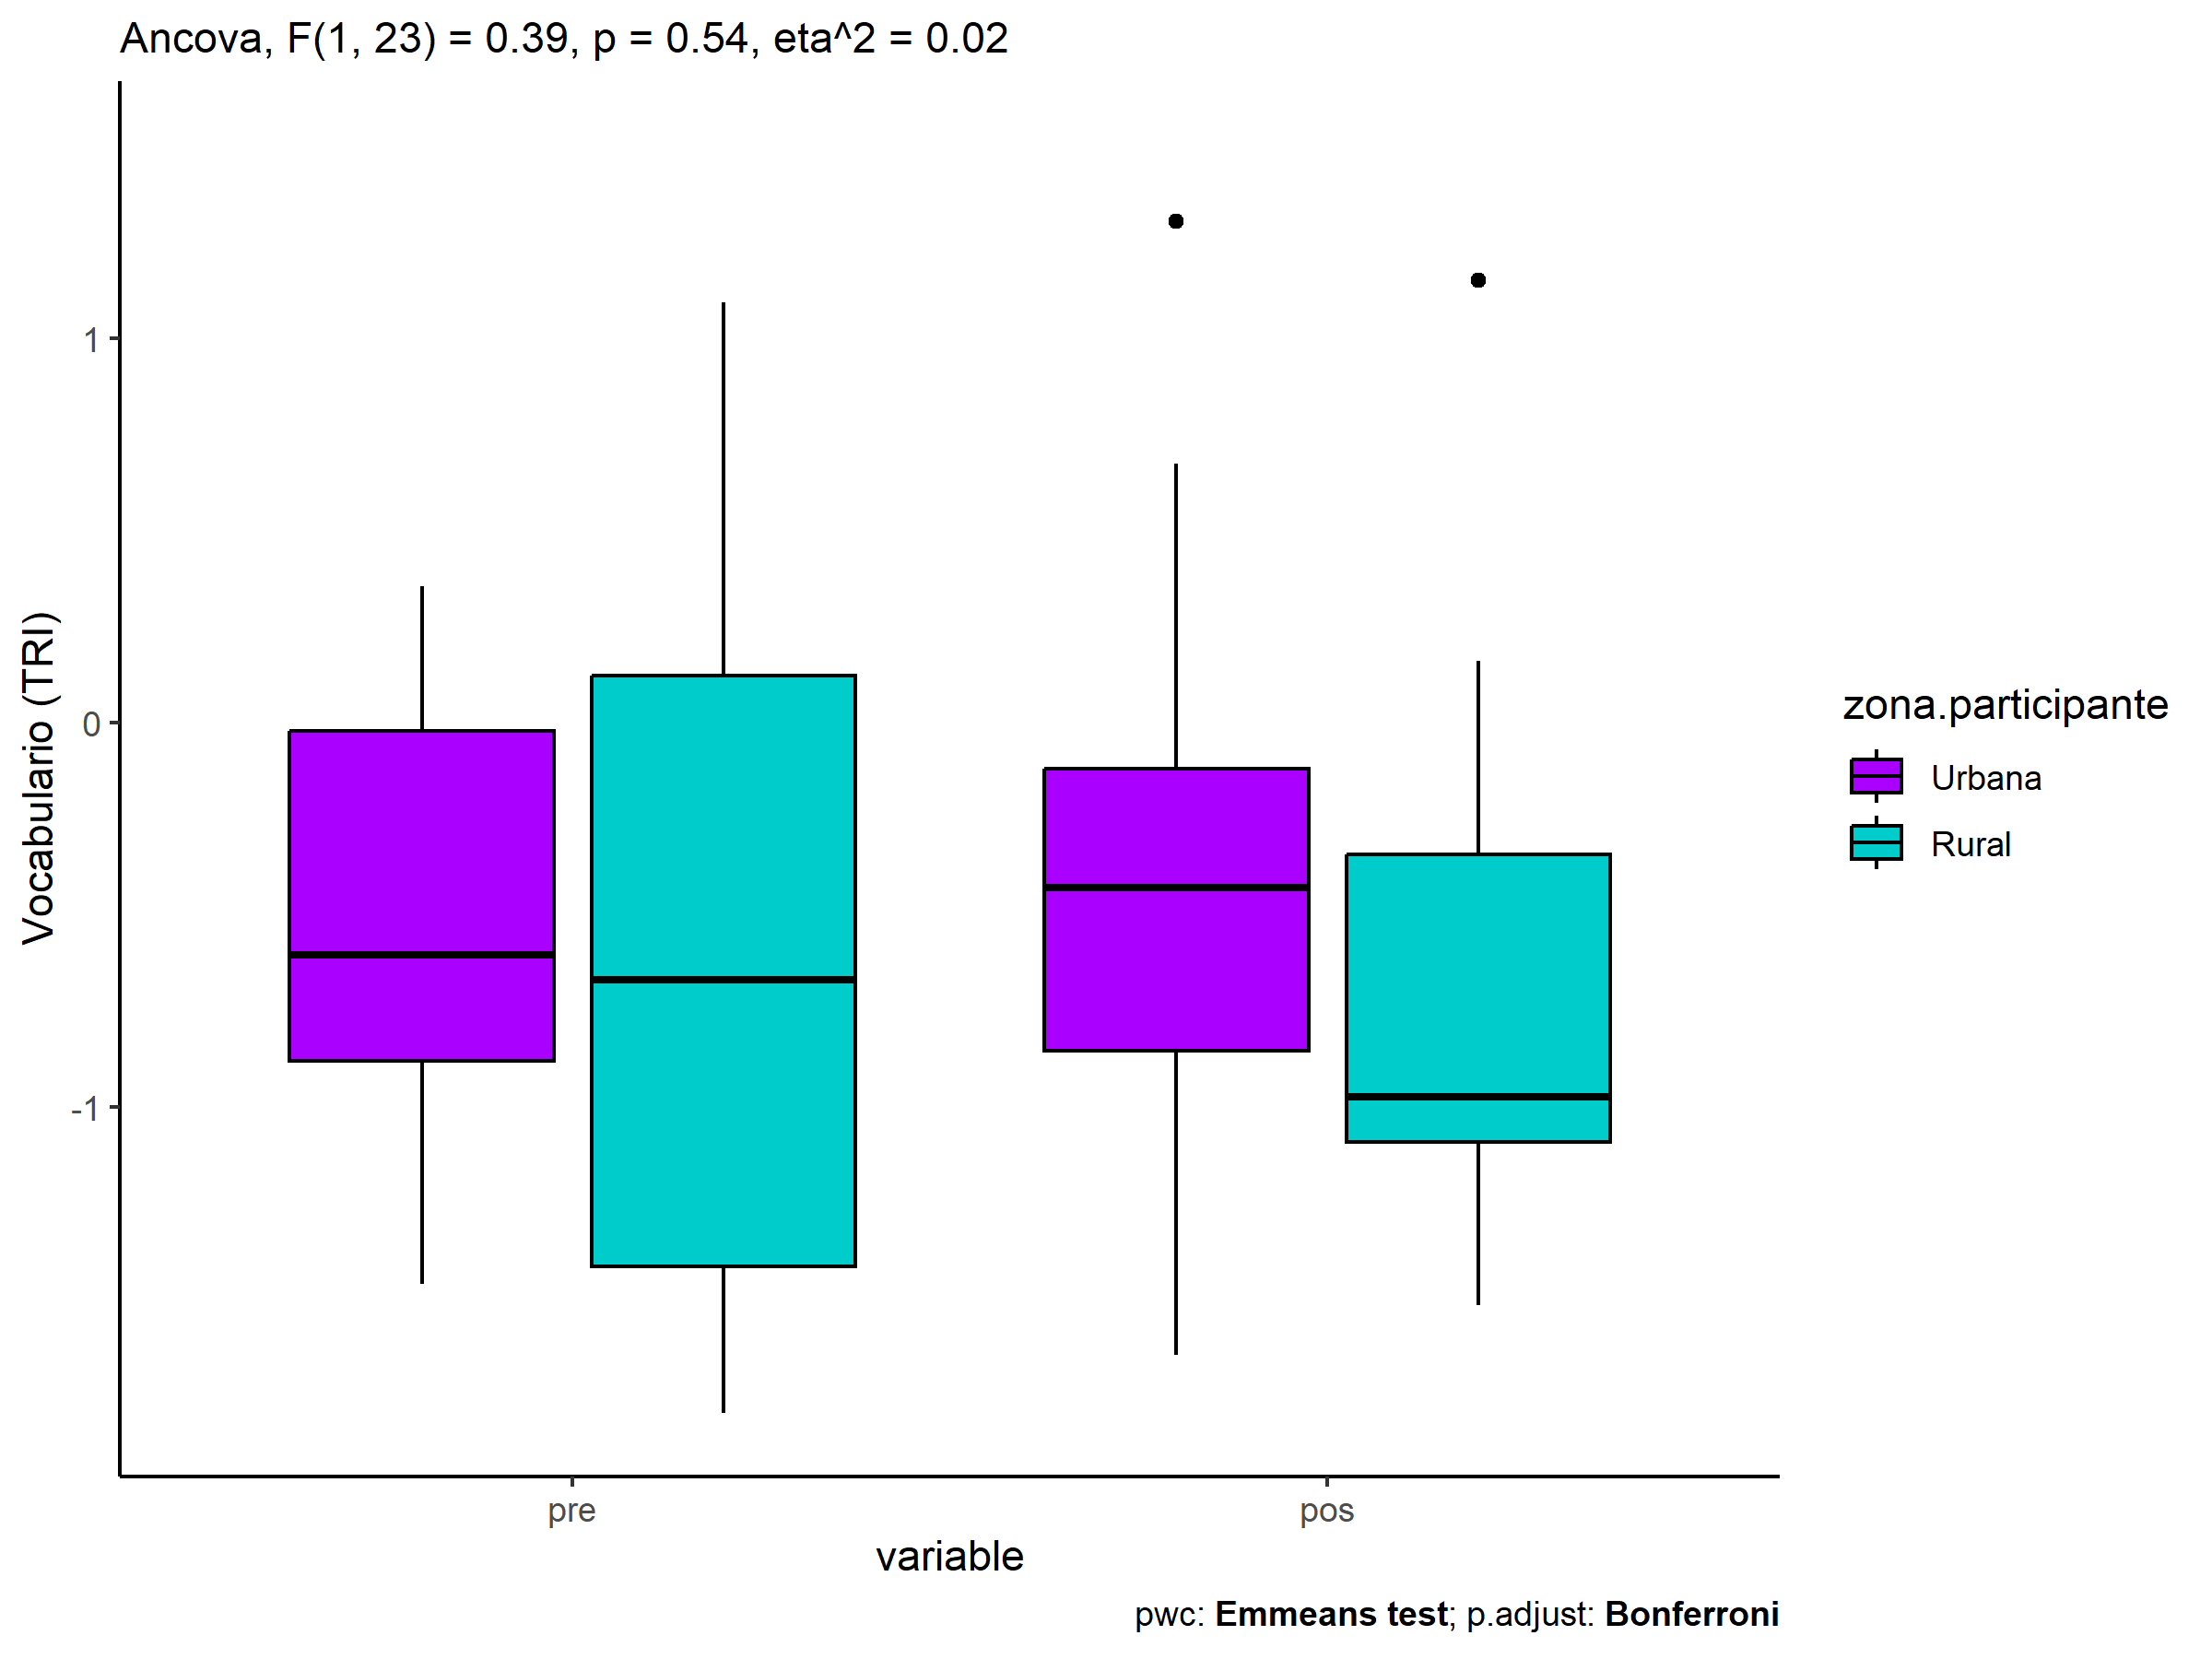 Ancova, F(1, 23) = 0.39, p = 0.54, eta^2 = 0.02
Vocabulario (TRI)
1
0
-1
pre
pos
variable
zona.participante
Urbana
Rural
pwc: Emmeans test; p.adjust: Bonferroni